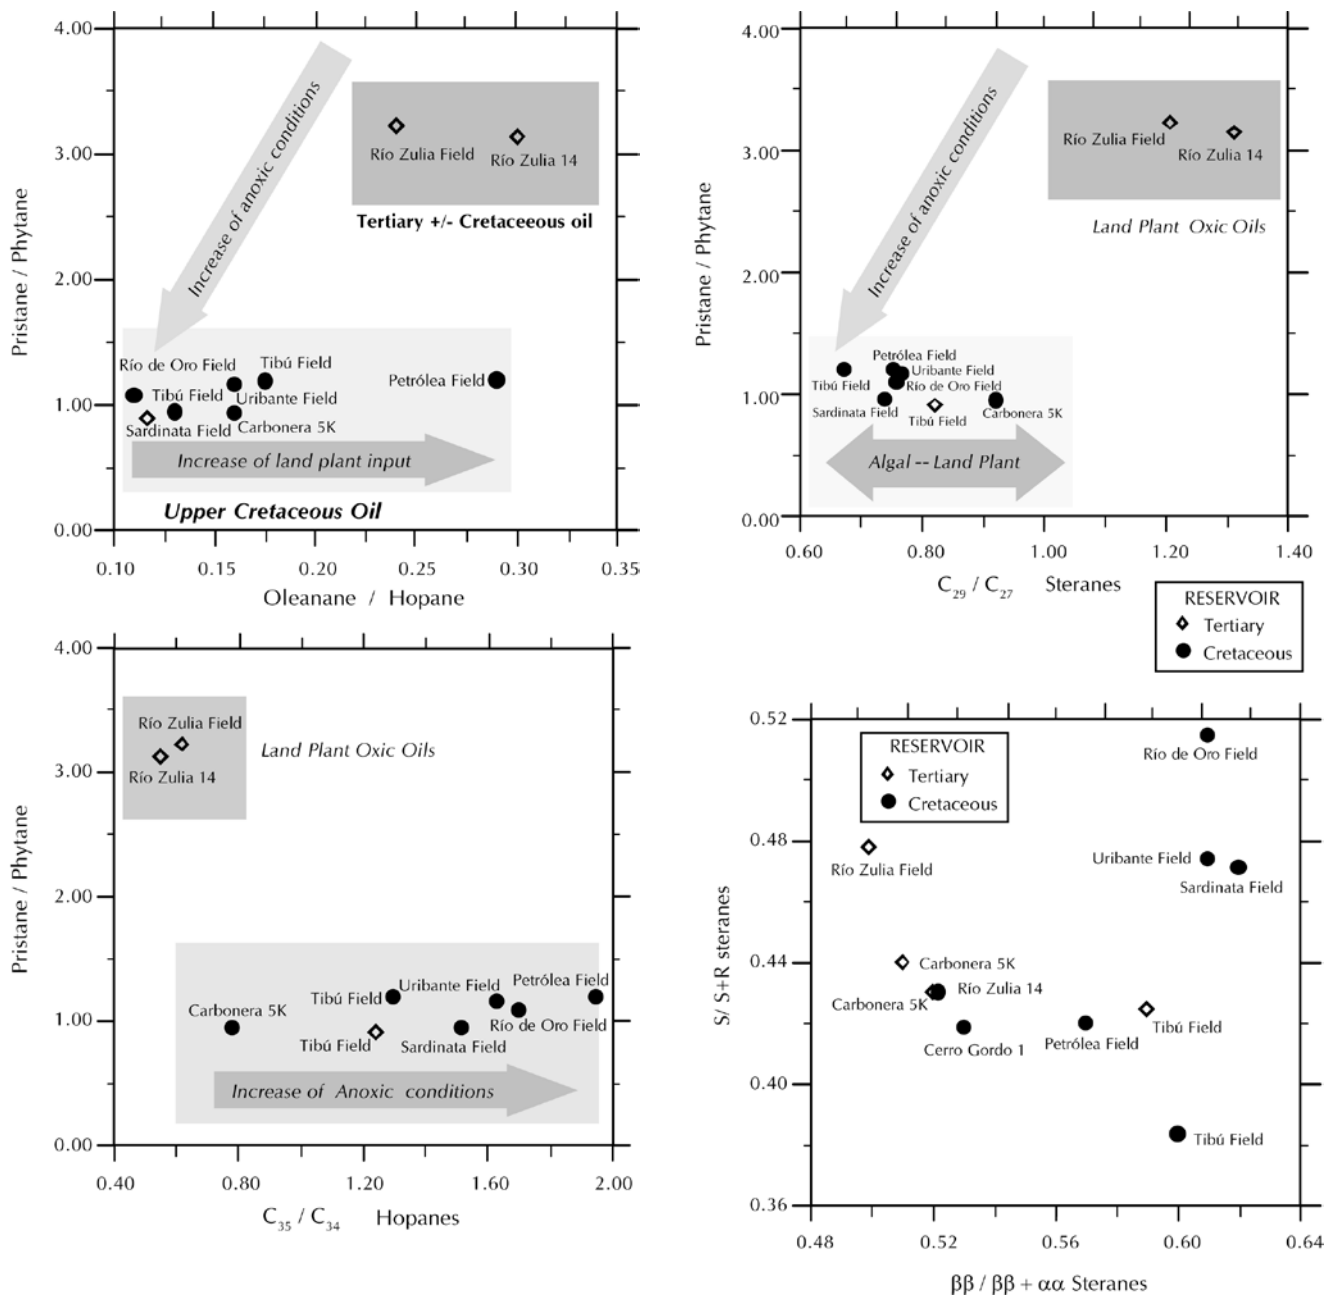 4.00
3.00
2.00
1.00
0.00
Pristane / Phytane
Increase of anoxic conditions
Río Zulia Field
Río Zulia 14
Tertiary +/- Cretaceeous oil
Río de Oro Field
Tibú Field
Petrólea Field
Tibú Field
Uribante Field
Sardinata Field
Carbonera 5K
Increase of land plant input
Upper Cretaceous Oil
0.10 0.15 0.20 0.25 0.30 0.35
Oleanane / Hopane
4.00
3.00
2.00
1.00
0.00
Pristane / Phytane
Increase of anoxic conditions
Río Zulia Field
Río Zulia 14
Land Plant Oxic Oils
Petrólea Field
Uribante Field
Tibú Field
Río de Oro Field
Sardinata Field
Tibú Field
Carbonera 5K
Algal -- Land Plant
0.60 0.80 1.00 1.20 1.40
C29 / C27 Steranes
RESERVOIR
Tertiary
Cretaceous
4.00
3.00
2.00
1.00
0.00
Pristane / Phytane
Río Zulia Field
Río Zulia 14
Land Plant Oxic Oils
Carbonera 5K
Tibú Field
Uribante Field
Petrólea Field
Río de Oro Field
Tibú Field
Sardinata Field
Increase of Anoxic conditions
0.40 0.80 1.20 1.60 2.00
C35 / C34 Hopanes
0.52
0.48
0.44
0.40
0.36
S/ S+R steranes
RESERVOIR
Tertiary
Cretaceous
Río de Oro Field
Río Zulia Field
Uribante Field
Sardinata Field
Carbonera 5K
Carbonera 5K
Río Zulia 14
Cerro Gordo 1
Petrólea Field
Tibú Field
Tibú Field
0.48 0.52 0.56 0.60 0.64
ββ / ββ + αα Steranes